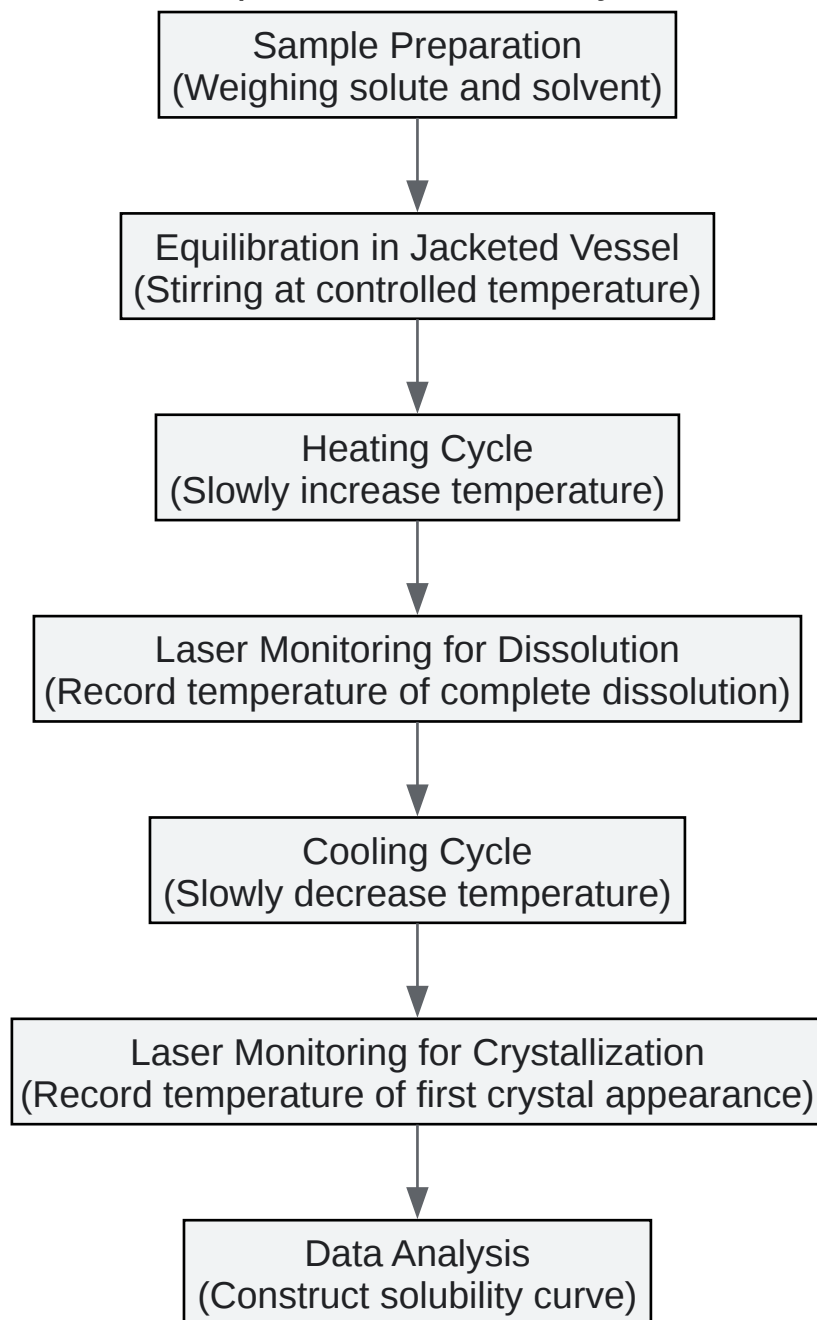 Sample Preparation
(Weighing solute and solvent)
Equilibration in Jacketed Vessel
(Stirring at controlled temperature)
Heating Cycle
(Slowly increase temperature)
Laser Monitoring for Dissolution
(Record temperature of complete dissolution)
Cooling Cycle
(Slowly decrease temperature)
Laser Monitoring for Crystallization
(Record temperature of first crystal appearance)
Data Analysis
(Construct solubility curve)